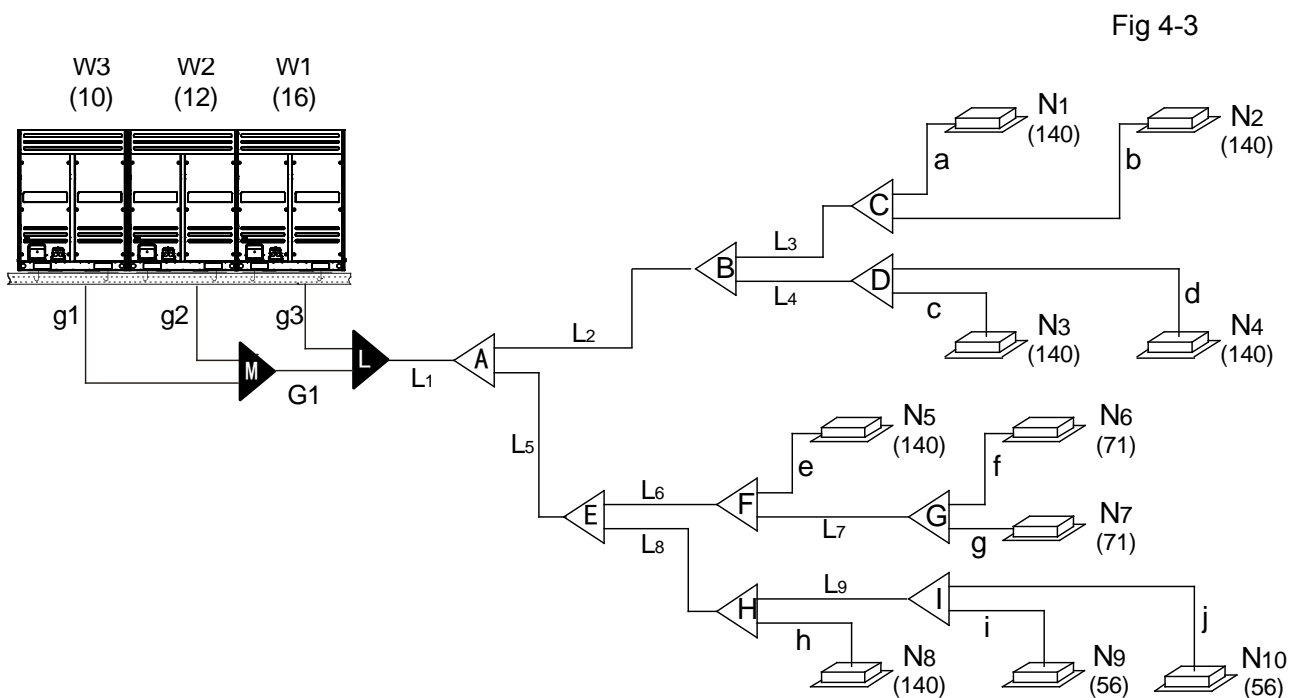 Fig 4-3
W3 W2 W1
(10) (12) (16)
N1
(140)
N2
(140)
a
b
C
L3
B
D
L4
c
d
N3
(140)
N4
(140)
g1 g2 g3
L2
A
L
M
L1
G1
L5
N5
(140)
N6
(71)
e
f
L6
F
G
E
L7
g
N7
(71)
L8
L9
I
H
h
i
j
N8
(140)
N9
(56)
N10
(56)